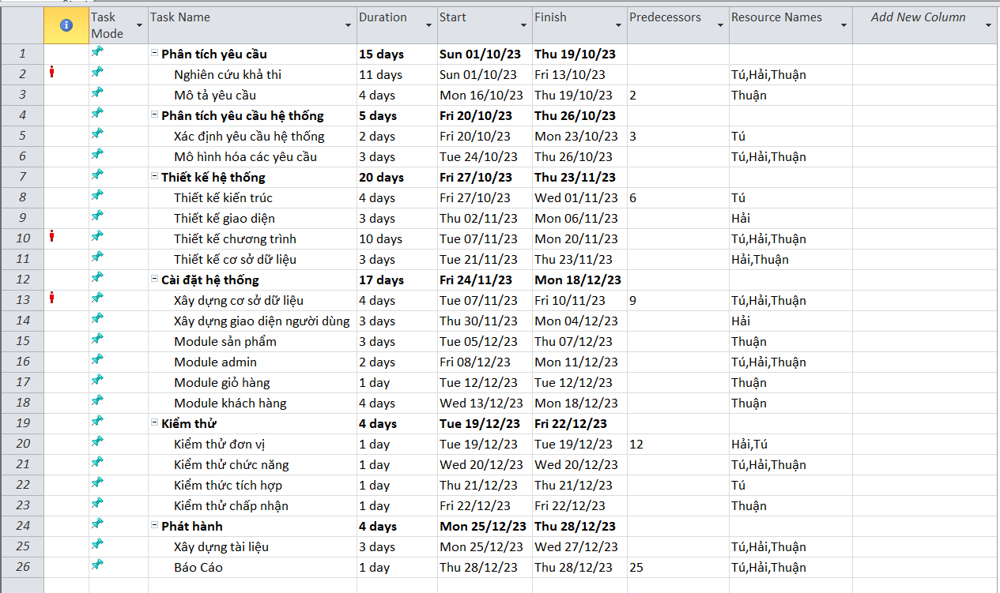 Task Mode Task Name Duration Start Finish Predecessors Resource Names Add New Column
1 Phân tích yêu cầu 15 days Sun 01/10/23 Thu 19/10/23
2 Nghiên cứu khả thi 11 days Sun 01/10/23 Fri 13/10/23 Tú,Hải,Thuận
3 Mô tả yêu cầu 4 days Mon 16/10/23 Thu 19/10/23 2 Thuận
4 Phân tích yêu cầu hệ thống 5 days Fri 20/10/23 Thu 26/10/23
5 Xác định yêu cầu hệ thống 2 days Fri 20/10/23 Mon 23/10/23 3 Tú
6 Mô hình hóa các yêu cầu 3 days Tue 24/10/23 Thu 26/10/23 Tú,Hải,Thuận
7 Thiết kế hệ thống 20 days Fri 27/10/23 Thu 23/11/23
8 Thiết kế kiến trúc 4 days Fri 27/10/23 Wed 01/11/23 6 Tú
9 Thiết kế giao diện 3 days Thu 02/11/23 Mon 06/11/23 Hải
10 Thiết kế chương trình 10 days Tue 07/11/23 Mon 20/11/23 Tú,Hải,Thuận
11 Thiết kế cơ sở dữ liệu 3 days Tue 21/11/23 Thu 23/11/23 Hải,Thuận
12 Cài đặt hệ thống 17 days Fri 24/11/23 Mon 18/12/23
13 Xây dựng cơ sở dữ liệu 4 days Tue 07/11/23 Fri 10/11/23 9 Tú,Hải,Thuận
14 Xây dựng giao diện người dùng 3 days Thu 30/11/23 Mon 04/12/23 Hải
15 Module sản phẩm 3 days Tue 05/12/23 Thu 07/12/23 Thuận
16 Module admin 2 days Fri 08/12/23 Mon 11/12/23 Tú,Hải,Thuận
17 Module giỏ hàng 1 day Tue 12/12/23 Tue 12/12/23 Thuận
18 Module khách hàng 4 days Wed 13/12/23 Mon 18/12/23 Thuận
19 Kiểm thử 4 days Tue 19/12/23 Fri 22/12/23
20 Kiểm thử đơn vị 1 day Tue 19/12/23 Tue 19/12/23 12 Hải,Tú
21 Kiểm thử chức năng 1 day Wed 20/12/23 Wed 20/12/23 Tú,Hải,Thuận
22 Kiểm thức tích hợp 1 day Thu 21/12/23 Thu 21/12/23 Tú
23 Kiểm thử chấp nhận 1 day Fri 22/12/23 Fri 22/12/23 Thuận
24 Phát hành 4 days Mon 25/12/23 Thu 28/12/23
25 Xây dựng tài liệu 3 days Mon 25/12/23 Wed 27/12/23 Tú,Hải,Thuận
26 Báo Cáo 1 day Thu 28/12/23 Thu 28/12/23 25 Tú,Hải,Thuận